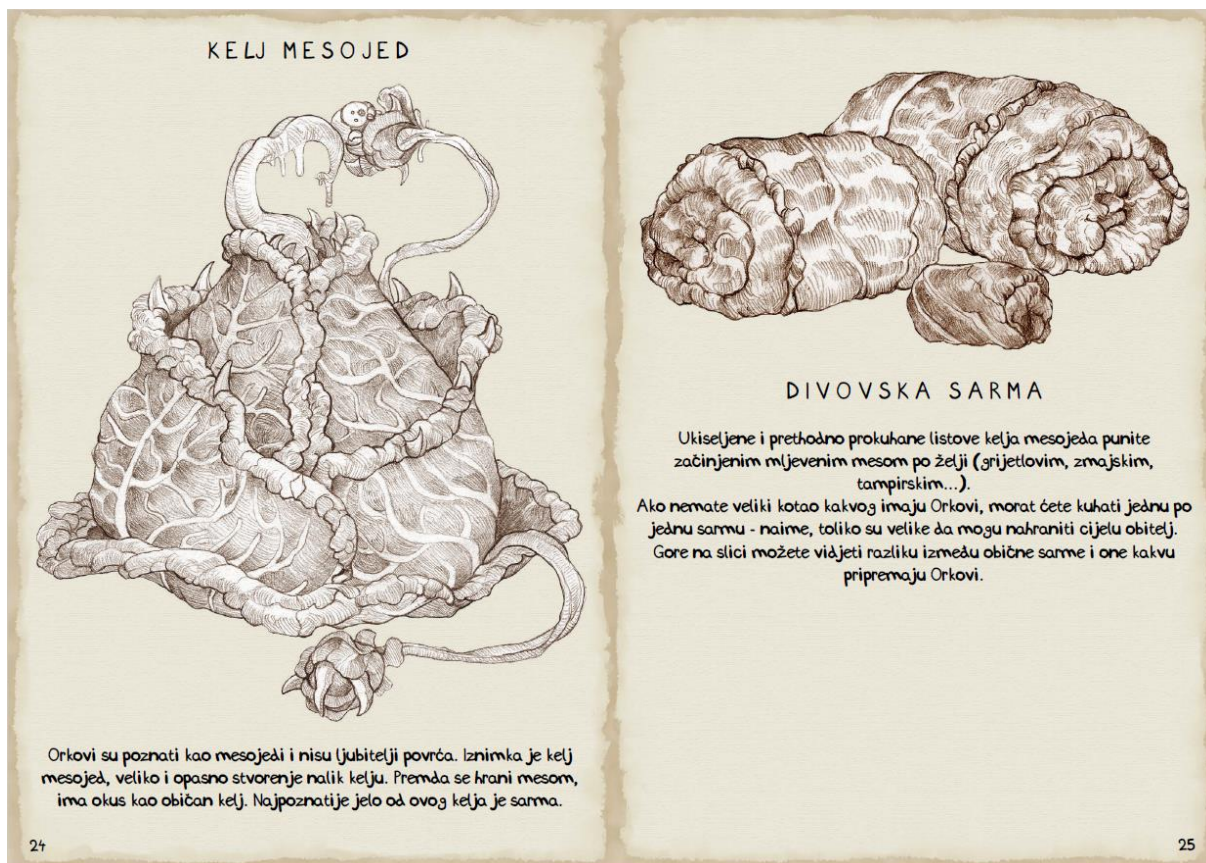 KELJ MESOJED
Orkovi su poznati kao mesojedi i nisu ljubitelji povrća. Iznimka je kelj
mesojed, veliko i opasno stvorenje nalik kelju. Premda se hrani mesom,
ima okus kao običan kelj. Najpoznatije jelo od ovog kelja je sarma.
24
DIVOVSKA SARMA
Ukiseljene i prethodno prokuhane listove kelja mesojeda punite
začinjenim mljevenim mesom po želji (grijetlovim, zmajskim,
tampirskim...).
Ako nemate veliki kotao kakvog imaju Orkovi, morat ćete kuhati jednu po
jednu sarmu - naime, toliko su velike da mogu nahraniti cijelu obitelj.
Gore na slici možete vidjeti razliku između obične sarme i one kakvu
pripremaju Orkovi.
25